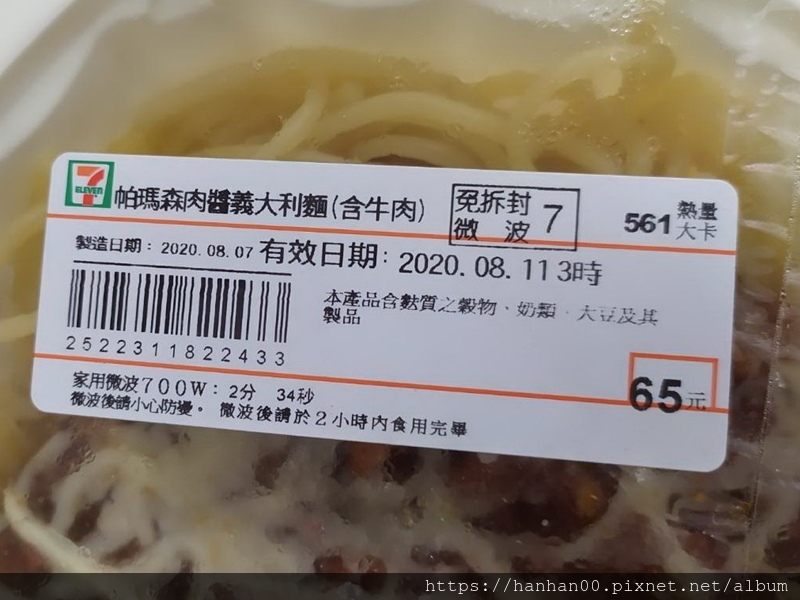 7
ELEVEN
帕瑪森肉醬義大利麵(含牛肉)
免拆封
微 波 7
561 熱量
大卡
製造日期: 2020.08.07 有效日期: 2020.08.11 3時
本產品含麩質之穀物、奶類、大豆及其
製品
2522311822433
65元
家用微波700W: 2分 34秒
微波後請小心防燙。 微波後請於2小時內食用完畢
https://hanhan00.pixnet.net/album